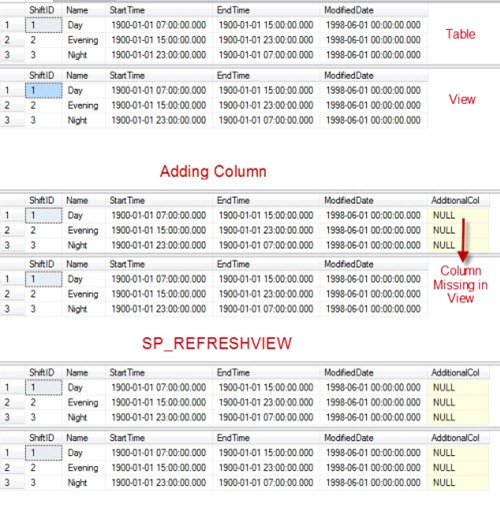 ShiftID Name StartTime EndTime ModifiedDate
1 1 Day 1900-01-01 07:00:00.000 1900-01-01 15:00:00.000 1998-06-01 00:00:00.000
2 2 Evening 1900-01-01 15:00:00.000 1900-01-01 23:00:00.000 1998-06-01 00:00:00.000
3 3 Night 1900-01-01 23:00:00.000 1900-01-01 07:00:00.000 1998-06-01 00:00:00.000
Table
ShiftID Name StartTime EndTime ModifiedDate
1 1 Day 1900-01-01 07:00:00.000 1900-01-01 15:00:00.000 1998-06-01 00:00:00.000
2 2 Evening 1900-01-01 15:00:00.000 1900-01-01 23:00:00.000 1998-06-01 00:00:00.000
3 3 Night 1900-01-01 23:00:00.000 1900-01-01 07:00:00.000 1998-06-01 00:00:00.000
View
Adding Column
ShiftID Name StartTime EndTime ModifiedDate AdditionalCol
1 1 Day 1900-01-01 07:00:00.000 1900-01-01 15:00:00.000 1998-06-01 00:00:00.000 NULL
2 2 Evening 1900-01-01 15:00:00.000 1900-01-01 23:00:00.000 1998-06-01 00:00:00.000 NULL
3 3 Night 1900-01-01 23:00:00.000 1900-01-01 07:00:00.000 1998-06-01 00:00:00.000 NULL
ShiftID Name StartTime EndTime ModifiedDate
1 1 Day 1900-01-01 07:00:00.000 1900-01-01 15:00:00.000 1998-06-01 00:00:00.000
2 2 Evening 1900-01-01 15:00:00.000 1900-01-01 23:00:00.000 1998-06-01 00:00:00.000
3 3 Night 1900-01-01 23:00:00.000 1900-01-01 07:00:00.000 1998-06-01 00:00:00.000
Column
Missing in
View
SP_REFRESHVIEW
ShiftID Name StartTime EndTime ModifiedDate AdditionalCol
1 1 Day 1900-01-01 07:00:00.000 1900-01-01 15:00:00.000 1998-06-01 00:00:00.000 NULL
2 2 Evening 1900-01-01 15:00:00.000 1900-01-01 23:00:00.000 1998-06-01 00:00:00.000 NULL
3 3 Night 1900-01-01 23:00:00.000 1900-01-01 07:00:00.000 1998-06-01 00:00:00.000 NULL
ShiftID Name StartTime EndTime ModifiedDate AdditionalCol
1 1 Day 1900-01-01 07:00:00.000 1900-01-01 15:00:00.000 1998-06-01 00:00:00.000 NULL
2 2 Evening 1900-01-01 15:00:00.000 1900-01-01 23:00:00.000 1998-06-01 00:00:00.000 NULL
3 3 Night 1900-01-01 23:00:00.000 1900-01-01 07:00:00.000 1998-06-01 00:00:00.000 NULL